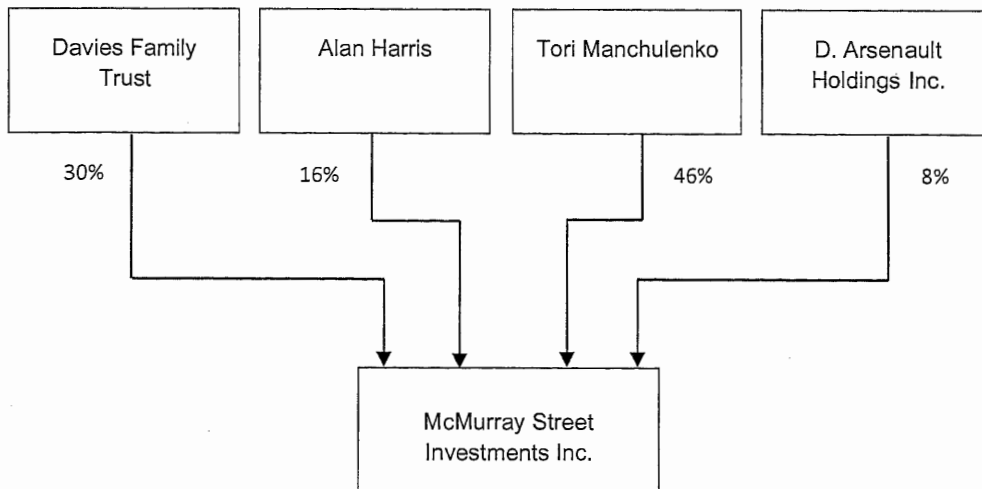 Davies Family
Trust
Alan Harris
Tori Manchulenko
D. Arsenault
Holdings Inc.
30%
16%
46%
8%
McMurray Street
Investments Inc.